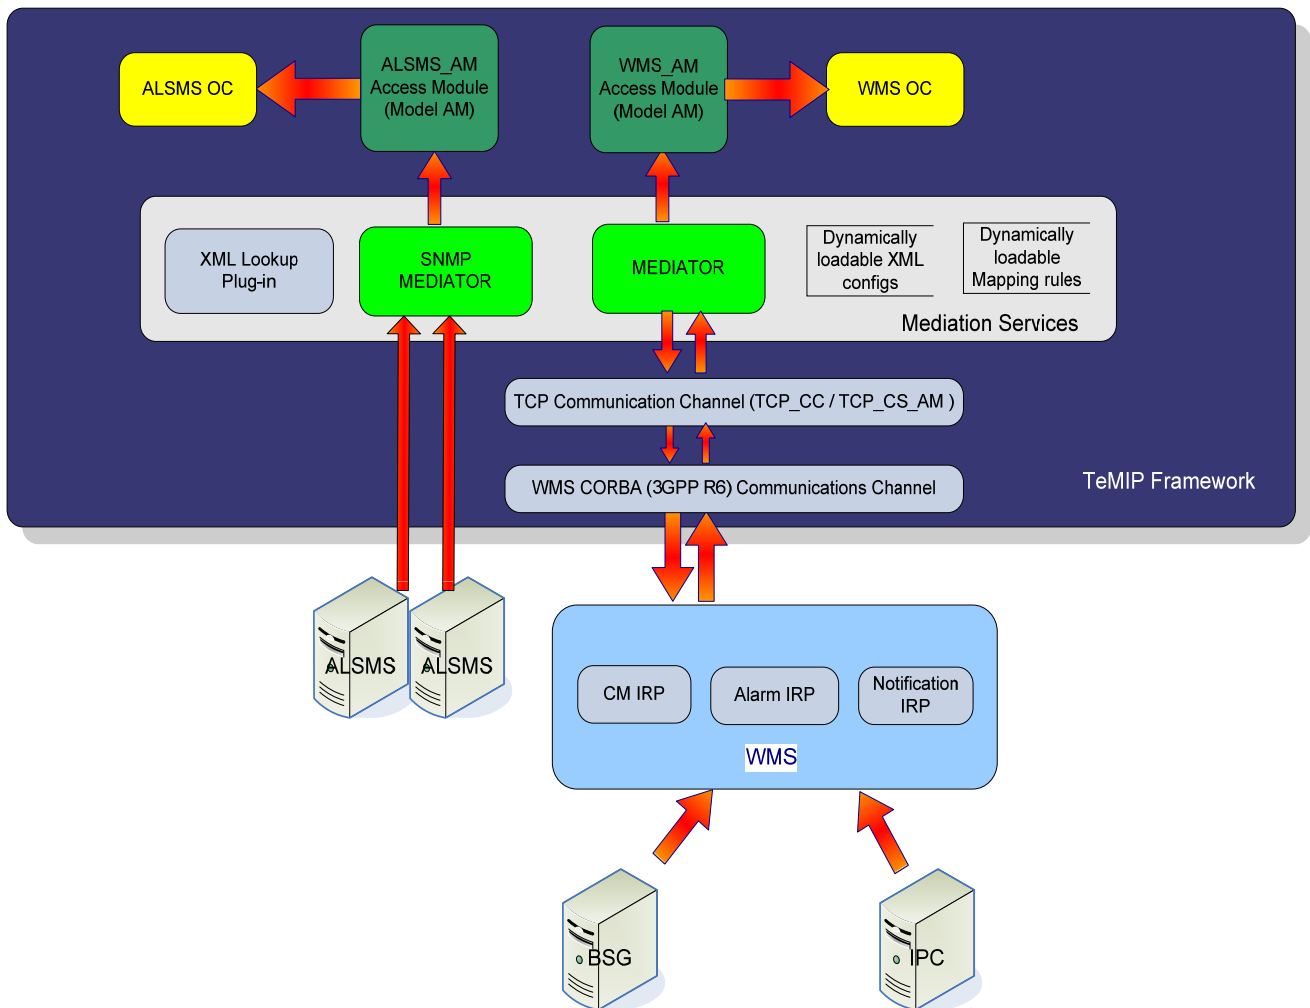 ALSMS OC
ALSMS_AM
Access Module
(Model AM)
WMS_AM
Access Module
(Model AM)
WMS OC
XML Lookup
Plug-in
SNMP
MEDIATOR
MEDIATOR
Dynamically
loadable XML
configs
Dynamically
loadable
Mapping rules
Mediation Services
TCP Communication Channel (TCP_CC / TCP_CS_AM )
WMS CORBA (3GPP R6) Communications Channel
TeMIP Framework
ALSMS
ALSMS
CM IRP
Alarm IRP
Notification
IRP
WMS
BSG
IPC